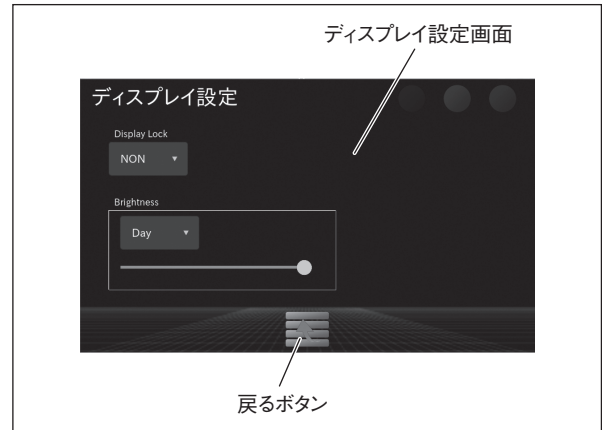 ディスプレイ設定画面
ディスプレイ設定
Display Lock
NON
Brightness
Day
戻るボタン